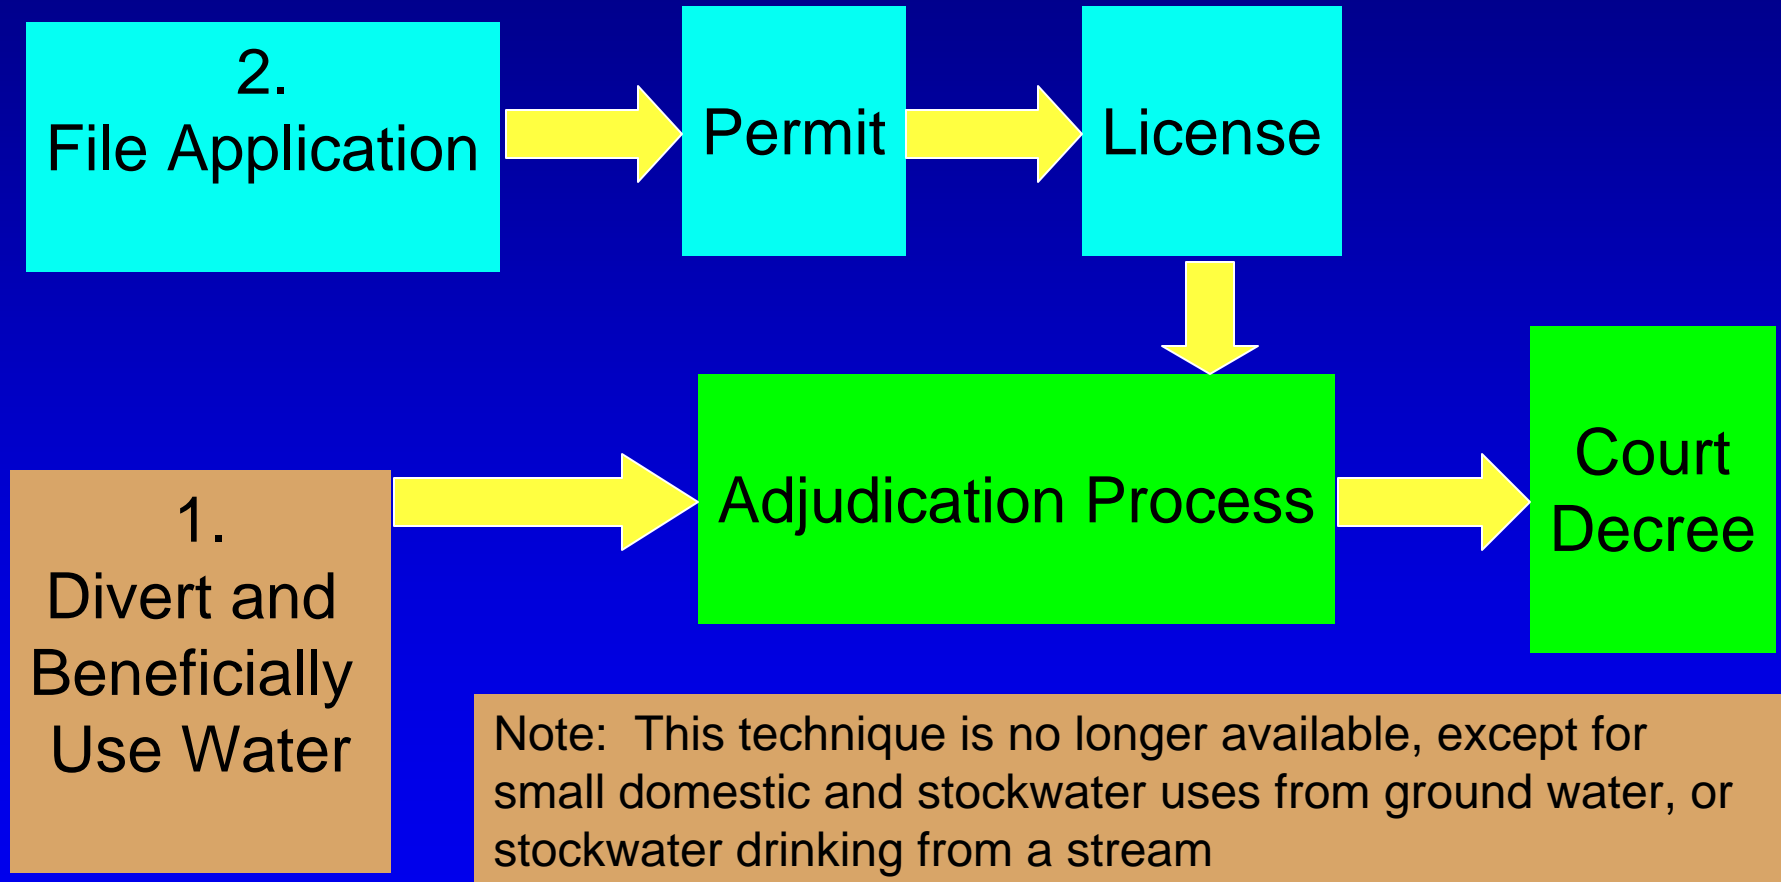 2.
File Application
Permit
License
Adjudication Process
Court
Decree
1.
Divert and
Beneficially
Use Water
Note:  This technique is no longer available, except for
small domestic and stockwater uses from ground water, or
stockwater drinking from a stream